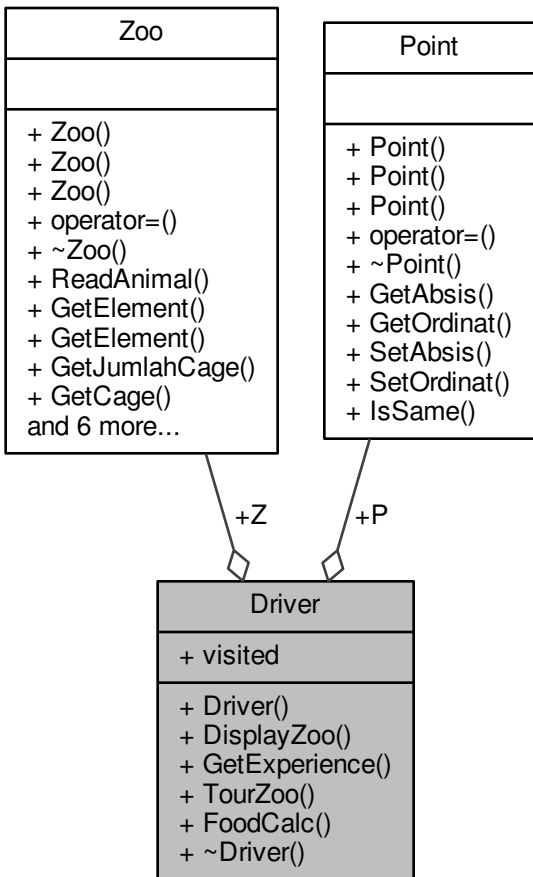 Zoo
+ Zoo()
+ Zoo()
+ Zoo()
+ operator=()
+ ~Zoo()
+ ReadAnimal()
+ GetElement()
+ GetElement()
+ GetJumlahCage()
+ GetCage()
and 6 more...
Point
+ Point()
+ Point()
+ Point()
+ operator=()
+ ~Point()
+ GetAbsis()
+ GetOrdinat()
+ SetAbsis()
+ SetOrdinat()
+ IsSame()
+Z
+P
Driver
+ visited
+ Driver()
+ DisplayZoo()
+ GetExperience()
+ TourZoo()
+ FoodCalc()
+ ~Driver()